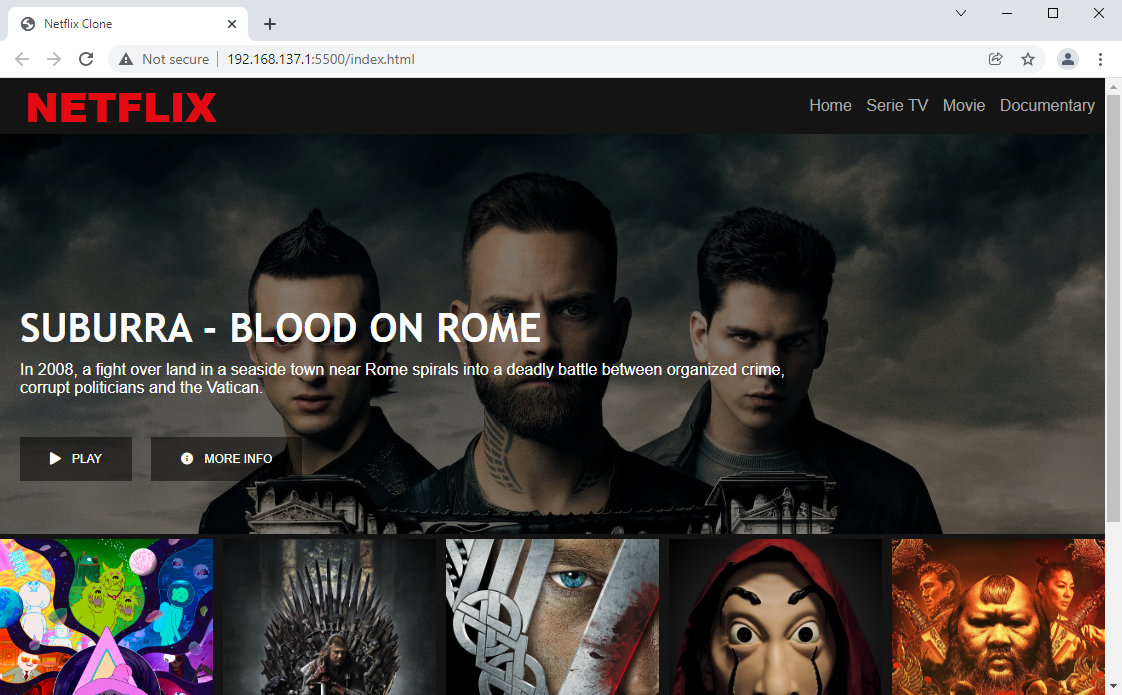 Netflix Clone
Not secure
192.168.137.1:5500/index.html
NETFLIX
Home Serie TV Movie Documentary
SUBURRA - BLOOD ON ROME
In 2008, a fight over land in a seaside town near Rome spirals into a deadly battle between organized crime,
corrupt politicians and the Vatican.
PLAY MORE INFO